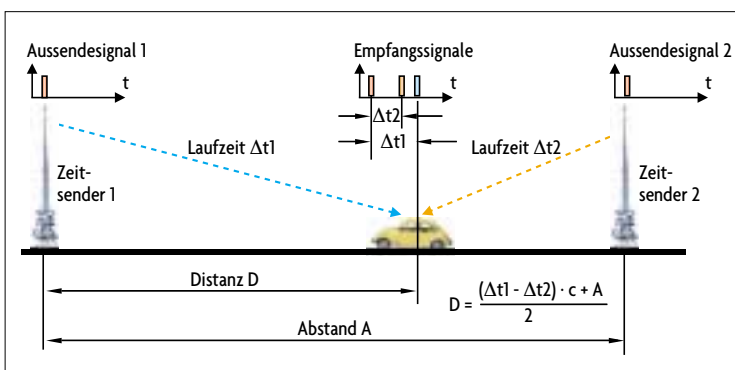 Aussendesignal 1
Empfangssignale
Aussendesignal 2
t
t
t
Δt2
Δt1
Laufzeit Δt1
Laufzeit Δt2
Zeit-
sender 1
Zeit-
sender 2
Distanz D
D = (Δt1 - Δt2) · c + A
2
Abstand A